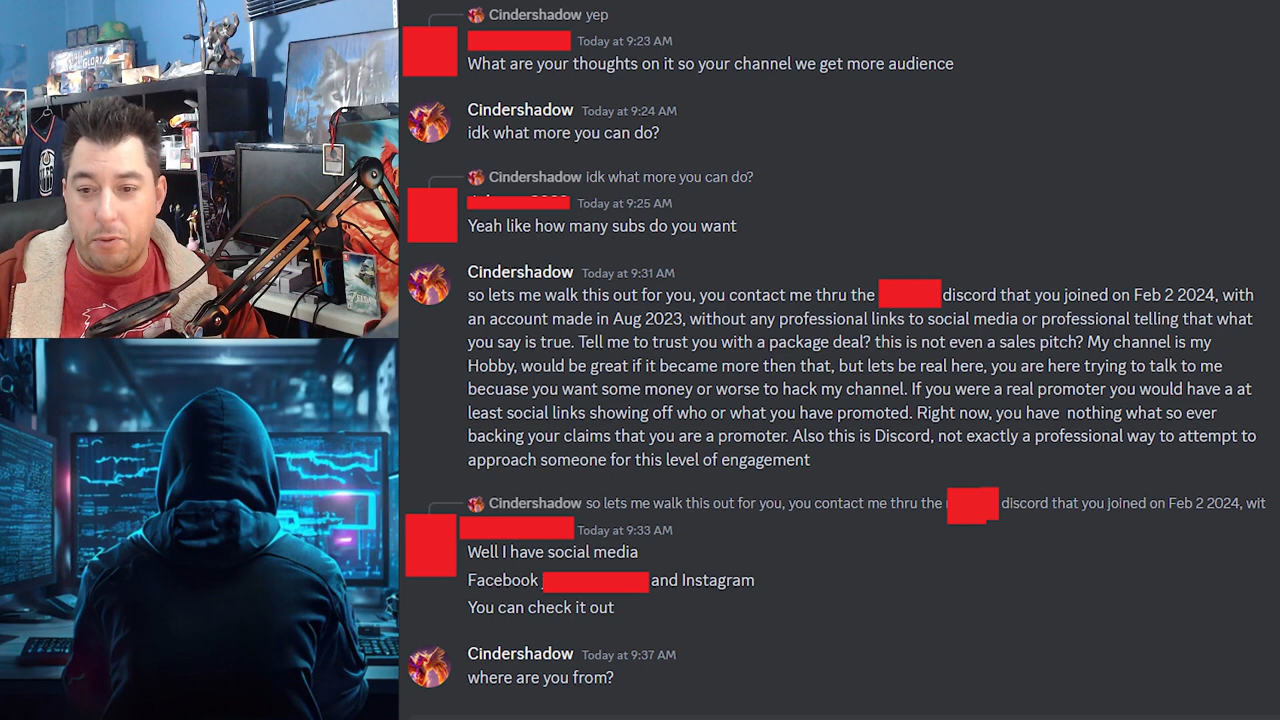 Cindershadow yep
Today at 9:23 AM
What are your thoughts on it so your channel we get more audience
Cindershadow Today at 9:24 AM
idk what more you can do?
Cindershadow idk what more you can do?
Today at 9:25 AM
Yeah like how many subs do you want
Cindershadow Today at 9:31 AM
so lets me walk this out for you, you contact me thru the discord that you joined on Feb 2 2024, with
an account made in Aug 2023, without any professional links to social media or professional telling that what
you say is true. Tell me to trust you with a package deal? this is not even a sales pitch? My channel is my
Hobby, would be great if it became more then that, but lets be real here, you are here trying to talk to me
becuse you want some money or worse to hack my channel. If you were a real promoter you would have a at
least social links showing off who or what you have promoted. Right now, you have nothing what so ever
backing your claims that you are a promoter. Also this is Discord, not exactly a professional way to attempt to
approach someone for this level of engagement
Cindershadow so lets me walk this out for you, you contact me thru the discord that you joined on Feb 2 2024, wit
Today at 9:33 AM
Well I have social media
Facebook and Instagram
You can check it out
Cindershadow Today at 9:37 AM
where are you from?
GLORY
ZELDA